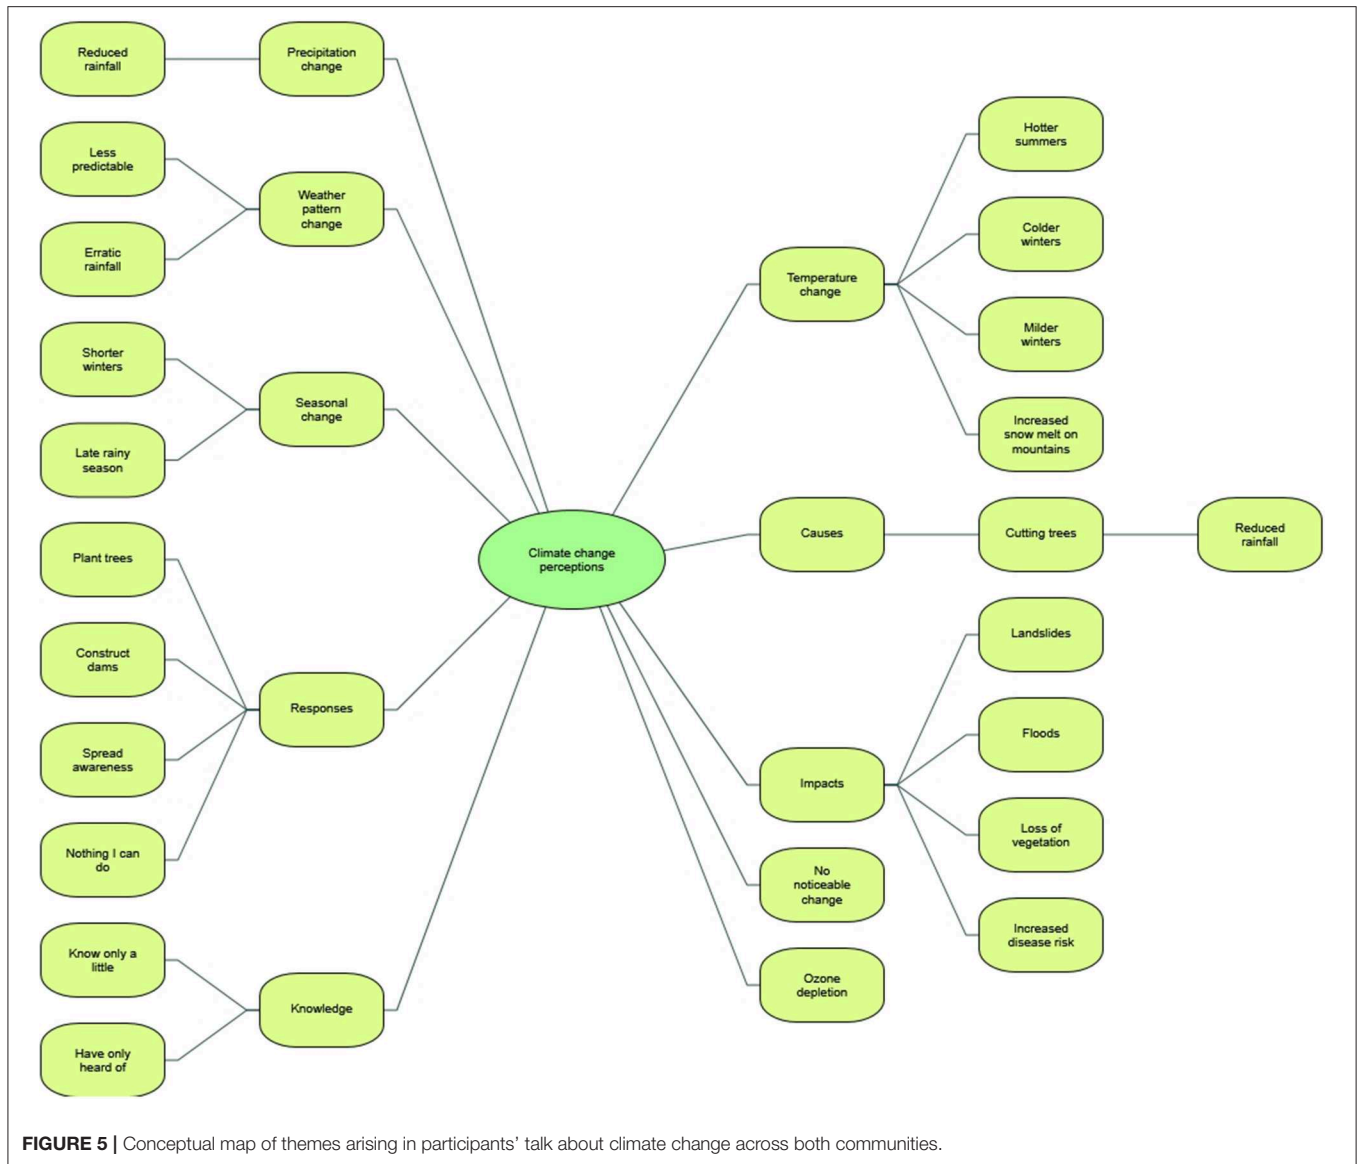 Reduced
rainfall
Precipitation
change
Less
predictable
Weather
pattern
change
Erratic
rainfall
Shorter
winters
Seasonal
change
Late rainy
season
Plant trees
Construct
dams
Responses
Spread
awareness
Nothing I can
do
Know only a
little
Knowledge
Have only
heard of
Climate change
perceptions
Temperature
change
Hotter
summers
Colder
winters
Milder
winters
Increased
snow melt on
mountains
Causes
Cutting trees
Reduced
rainfall
Impacts
Landslides
Floods
Loss of
vegetation
Increased
disease risk
No
noticeable
change
Ozone
depletion
FIGURE 5 | Conceptual map of themes arising in participants’ talk about climate change across both communities.